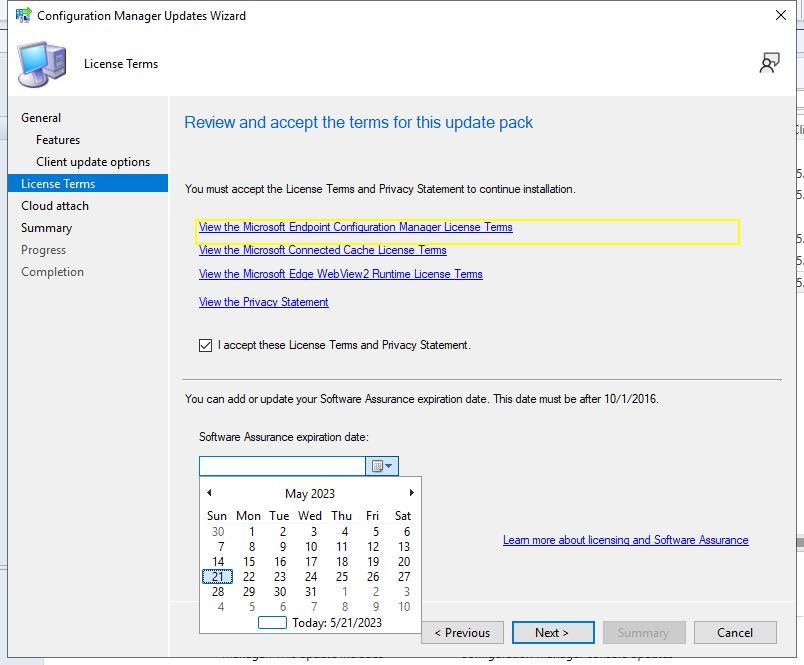 Configuration Manager Updates Wizard
License Terms
General
Features
Client update options
License Terms
Cloud attach
Summary
Progress
Completion
Review and accept the terms for this update pack
You must accept the License Terms and Privacy Statement to continue installation.
View the Microsoft Endpoint Configuration Manager License Terms
View the Microsoft Connected Cache License Terms
View the Microsoft Edge WebView2 Runtime License Terms
View the Privacy Statement
I accept these License Terms and Privacy Statement.
You can add or update your Software Assurance expiration date. This date must be after 10/1/2016.
Software Assurance expiration date:
May 2023
Sun Mon Tue Wed Thu Fri Sat
30 1 2 3 4 5 6
7 8 9 10 11 12 13
14 15 16 17 18 19 20
21 22 23 24 25 26 27
28 29 30 31 1 2 3
4 5 6 7 8 9 10
Today: 5/21/2023
Learn more about licensing and Software Assurance
< Previous
Next >
Summary
Cancel